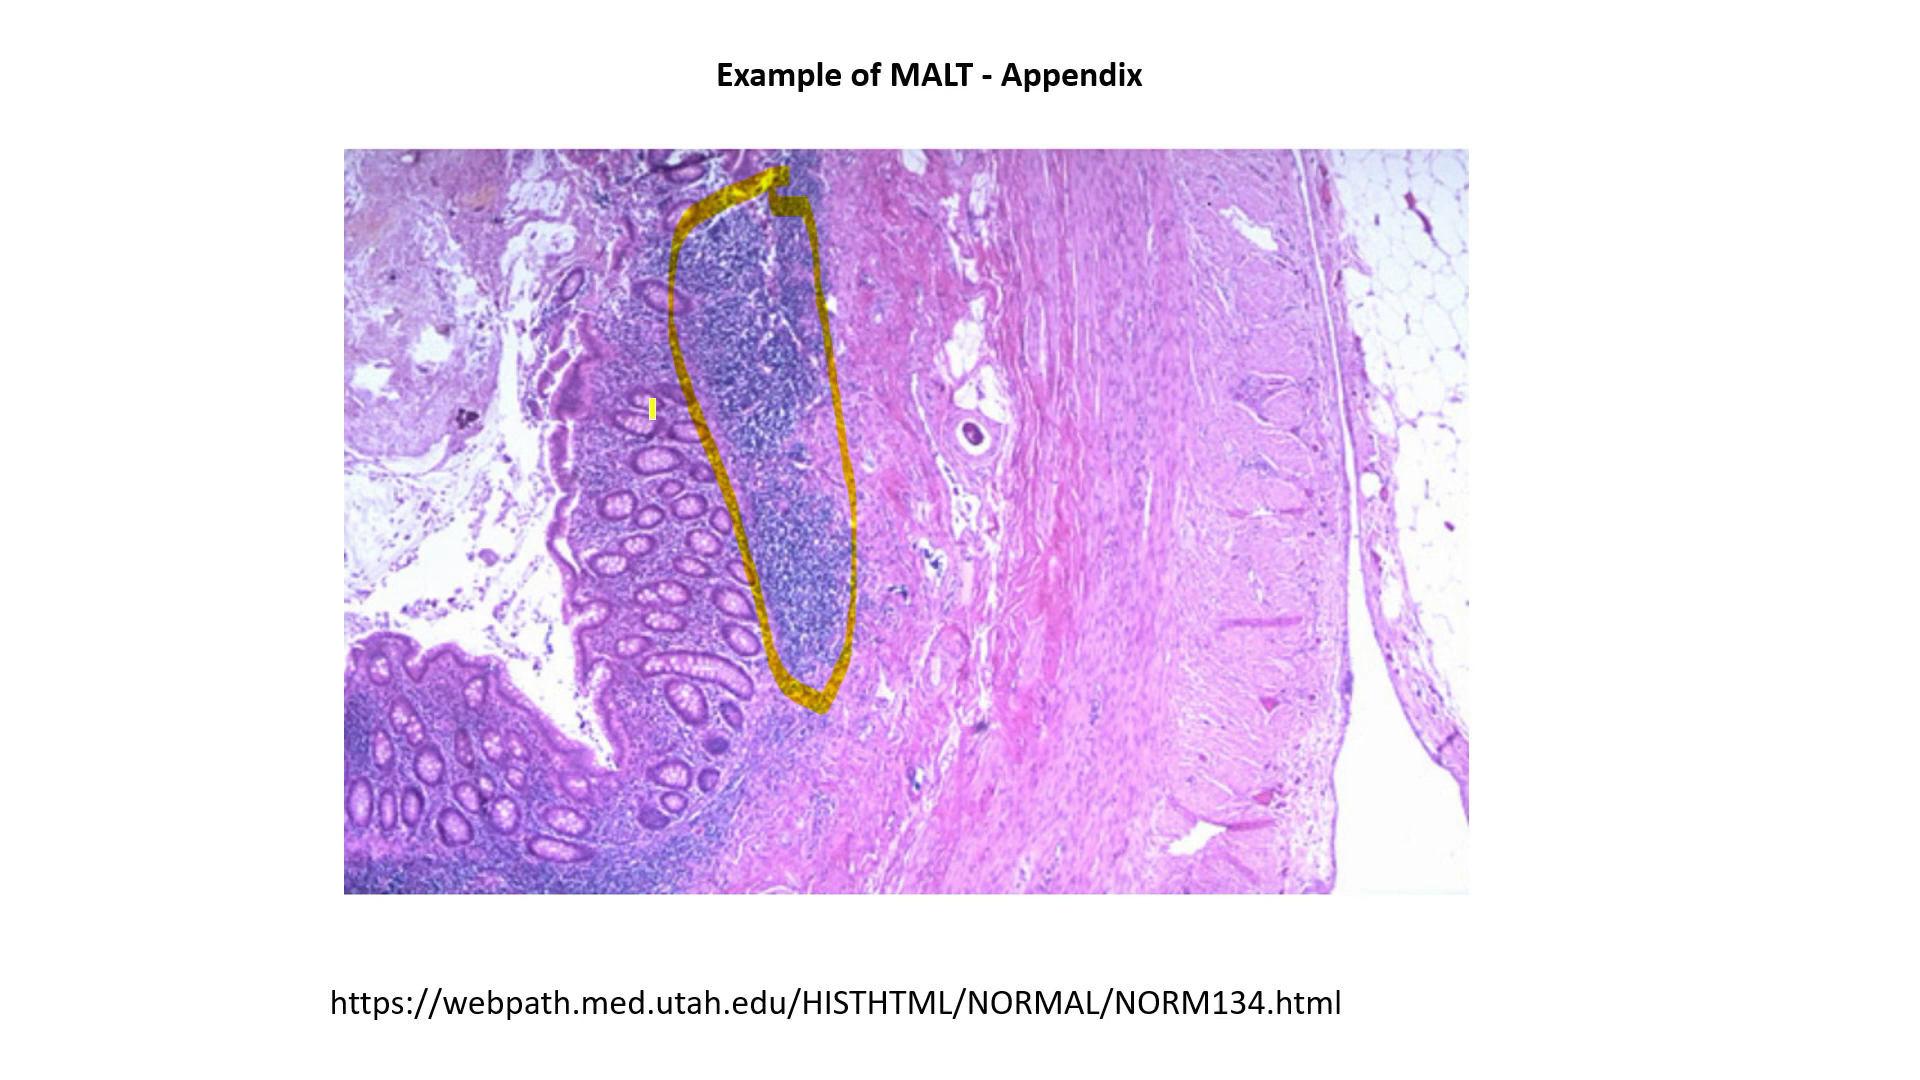 Example of MALT - Appendix
https://webpath.med.utah.edu/HISTHTML/NORMAL/NORM134.html